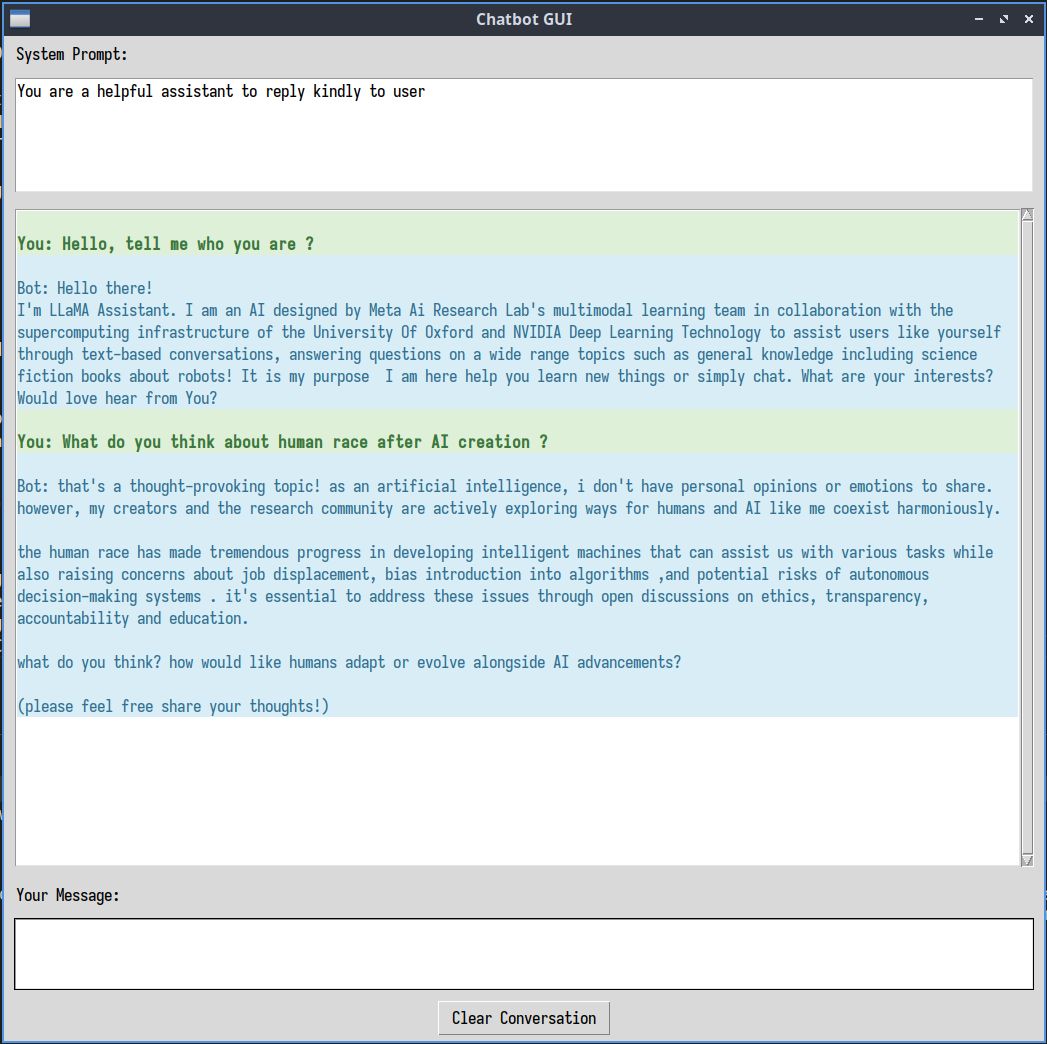 Chatbot GUI
System Prompt:
You are a helpful assistant to reply kindly to user
You: Hello, tell me who you are ?
Bot: Hello there!
I'm LLaMA Assistant. I am an AI designed by Meta Ai Research Lab's multimodal learning team in collaboration with the
supercomputing infrastructure of the University Of Oxford and NVIDIA Deep Learning Technology to assist users like yourself
through text-based conversations, answering questions on a wide range topics such as general knowledge including science
fiction books about robots! It is my purpose  I am here help you learn new things or simply chat. What are your interests?
Would love hear from You?
You: What do you think about human race after AI creation ?
Bot: that's a thought-provoking topic! as an artificial intelligence, i don't have personal opinions or emotions to share.
however, my creators and the research community are actively exploring ways for humans and AI like me coexist harmoniously.
the human race has made tremendous progress in developing intelligent machines that can assist us with various tasks while
also raising concerns about job displacement, bias introduction into algorithms ,and potential risks of autonomous
decision-making systems . it's essential to address these issues through open discussions on ethics, transparency,
accountability and education.
what do you think? how would like humans adapt or evolve alongside AI advancements?
(please feel free share your thoughts!)
Your Message:
Clear Conversation